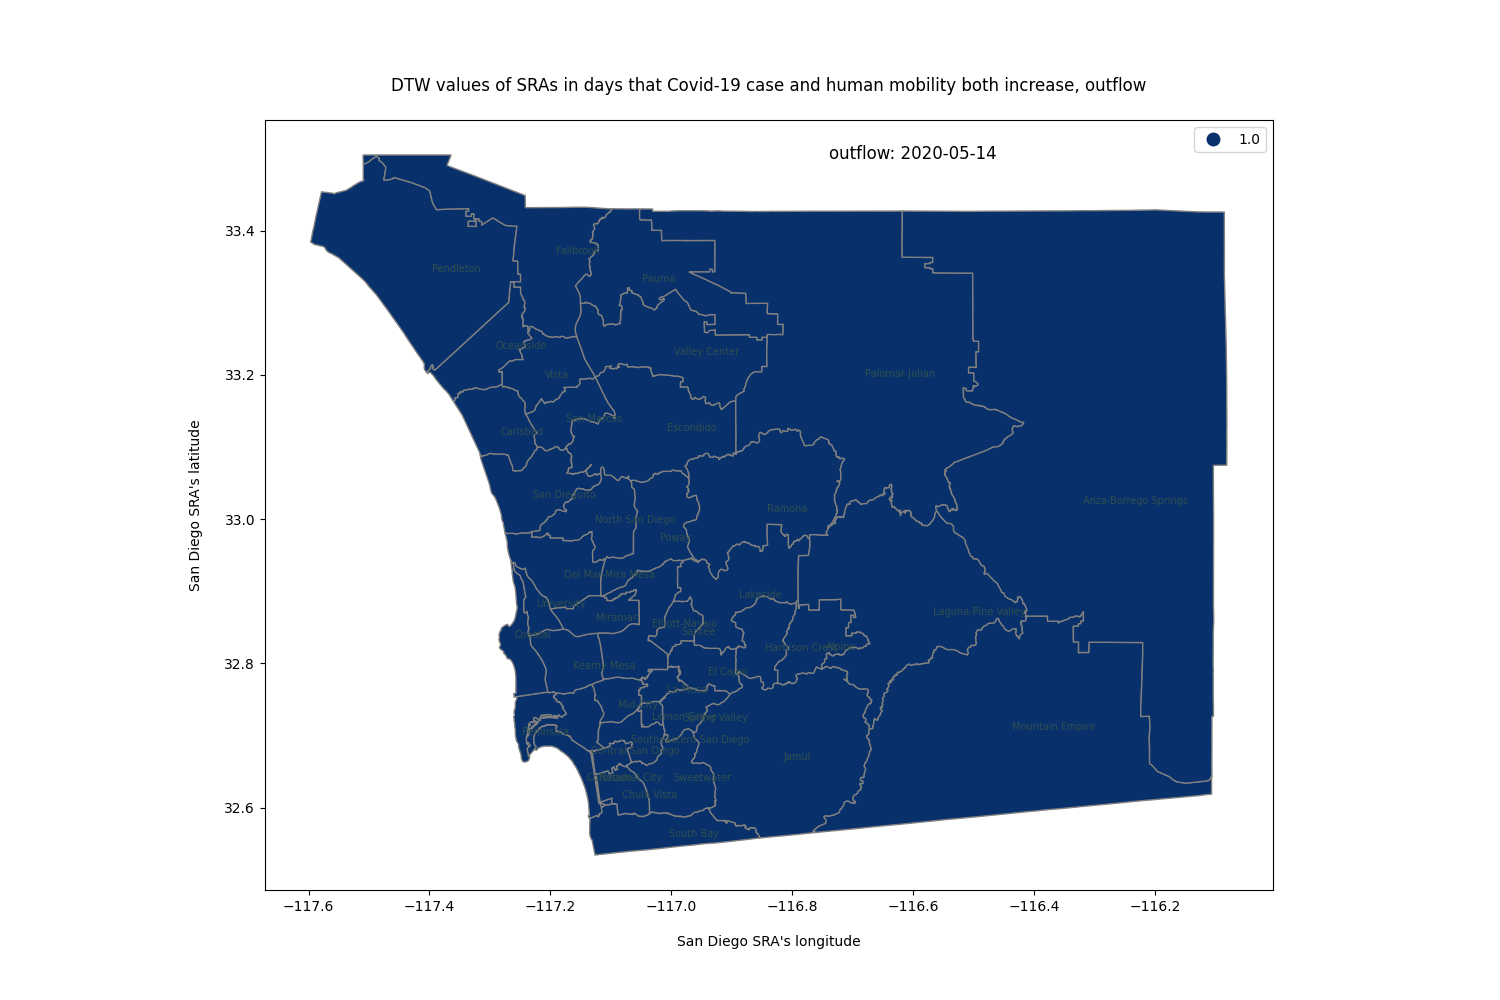 DTW values of SRAs in days that Covid-19 case and human mobility both increase, outflow
outflow: 2020-05-14
1.0
San Diego SRA's latitude
33.4
33.2
33.0
32.8
32.6
Fallbrook
Pendleton
Pauma
Oceanside
Valley Center
Vista
Palomar-Julian
San Marcos
Carlsbad
Escondido
San Dieguito
Anza-Borrego Springs
Ramona
North San Diego
Poway
Del Mar-Mira Mesa
Lakeside
University
Laguna-Pine Valley
Miramar
Elliott-Navajo
Santee
Coastal
Harbison Crest
Alpine
Kearny Mesa
El Cajon
La Mesa
Mid-City
Lemon Grove
Spring Valley
Mountain Empire
Peninsula
Southeastern San Diego
Central San Diego
Jamul
Coronado
National City
Sweetwater
Chula Vista
South Bay
−117.6 −117.4 −117.2 −117.0 −116.8 −116.6 −116.4 −116.2
San Diego SRA's longitude